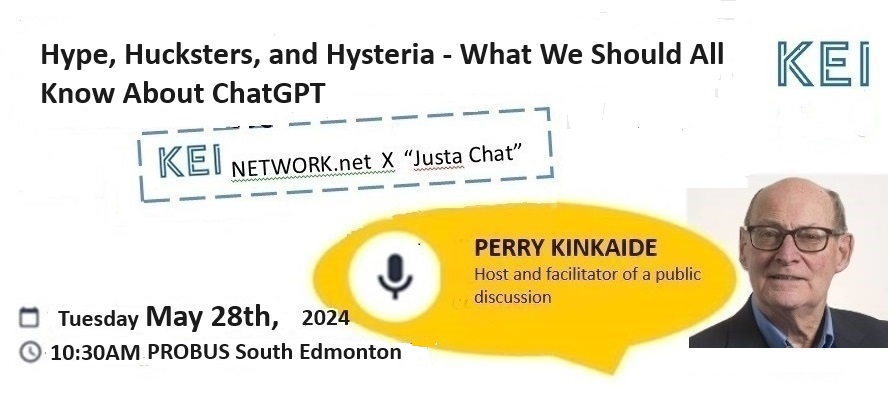 Hype, Hucksters, and Hysteria - What We Should All
Know About ChatGPT
KEI
KEI NETWORK.net X “Justa Chat”
PERRY KINKAIDE
Host and facilitator of a public
discussion
Tuesday May 28th, 2024
10:30AM PROBUS South Edmonton